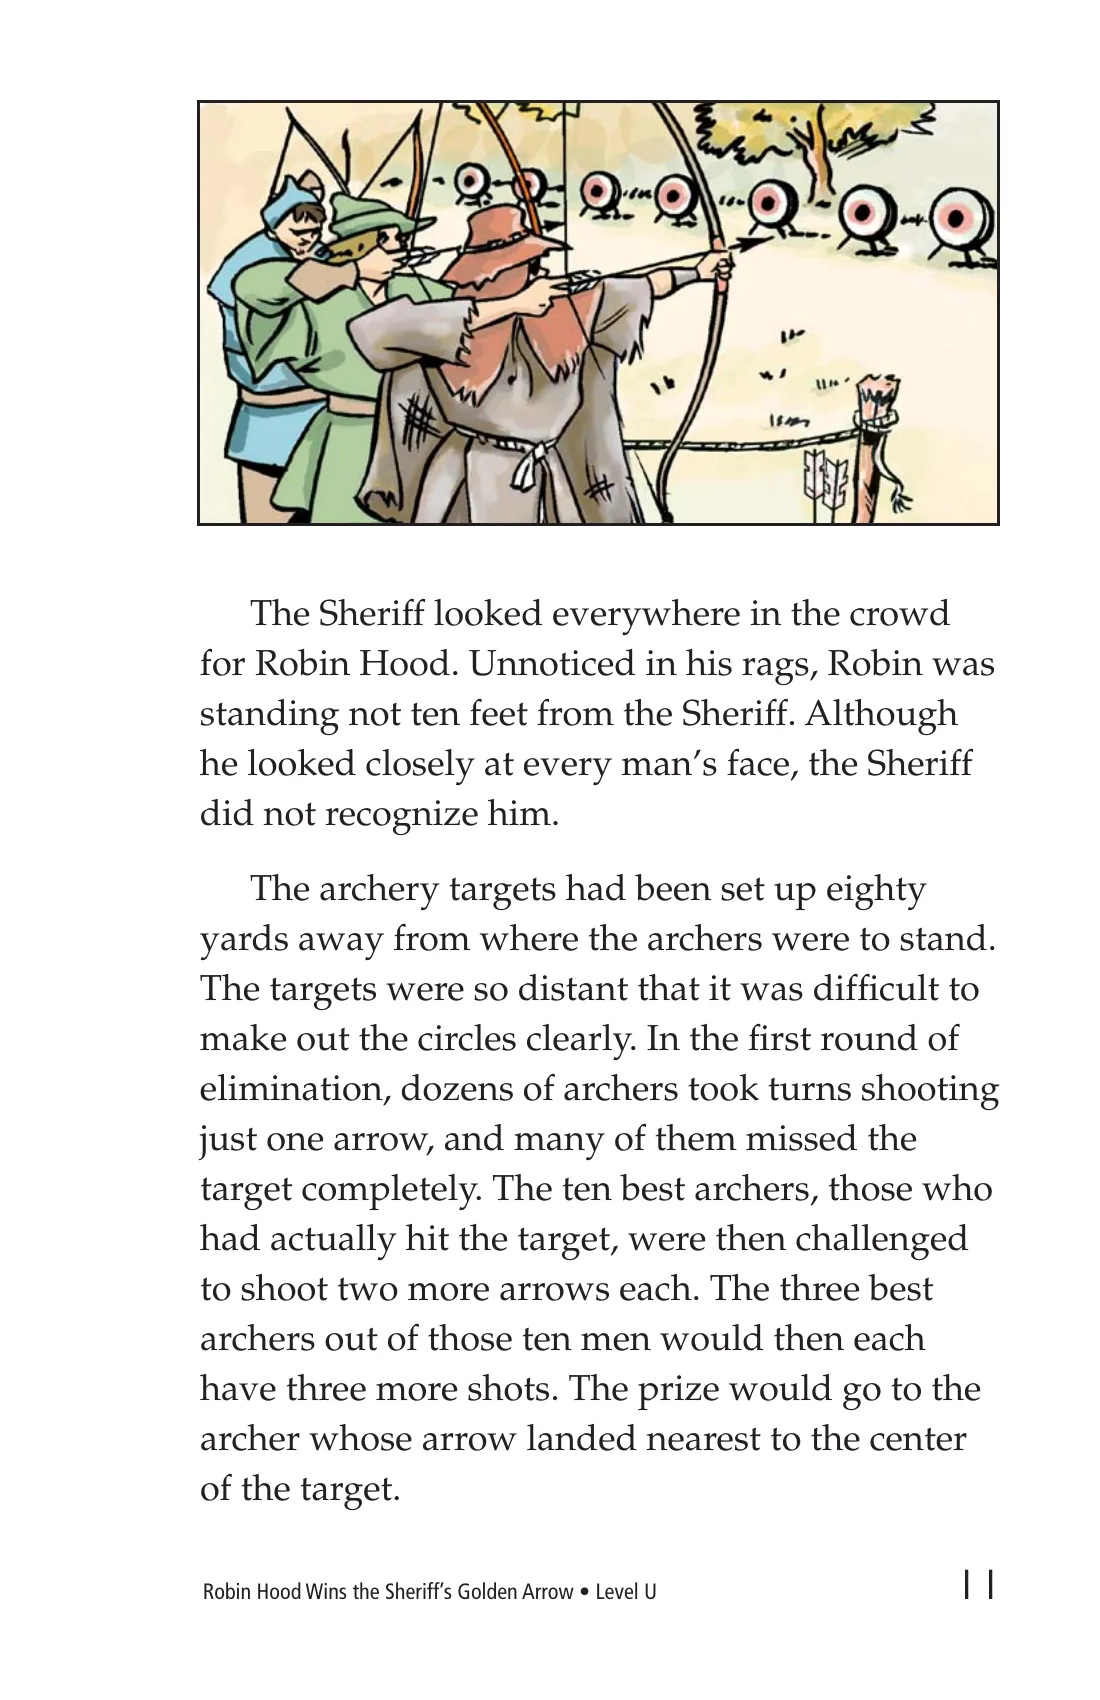 The Sheriff looked everywhere in the crowd
for Robin Hood. Unnoticed in his rags, Robin was
standing not ten feet from the Sheriff. Although
he looked closely at every man’s face, the Sheriff
did not recognize him.
The archery targets had been set up eighty
yards away from where the archers were to stand.
The targets were so distant that it was difficult to
make out the circles clearly. In the first round of
elimination, dozens of archers took turns shooting
just one arrow, and many of them missed the
target completely. The ten best archers, those who
had actually hit the target, were then challenged
to shoot two more arrows each. The three best
archers out of those ten men would then each
have three more shots. The prize would go to the
archer whose arrow landed nearest to the center
of the target.
Robin Hood Wins the Sheriff’s Golden Arrow • Level U 11